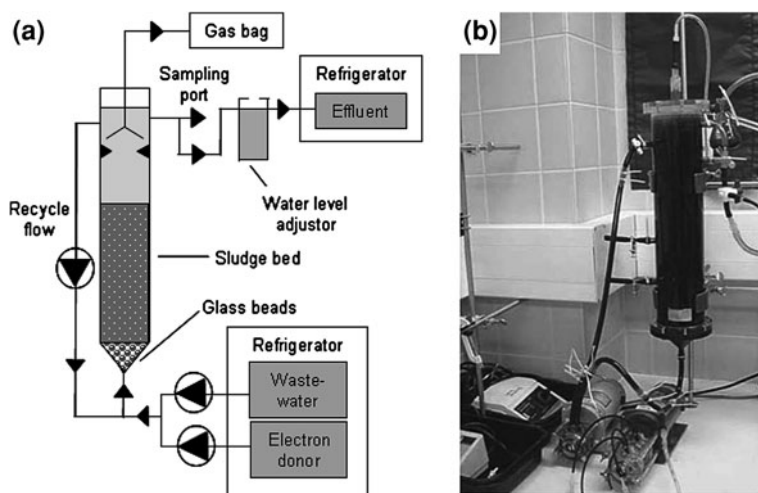 (a)
Gas bag
Sampling
port
Refrigerator
Effluent
Water level
adjustor
Recycle
flow
Sludge bed
Glass beads
Refrigerator
Waste-
water
Electron
donor
(b)